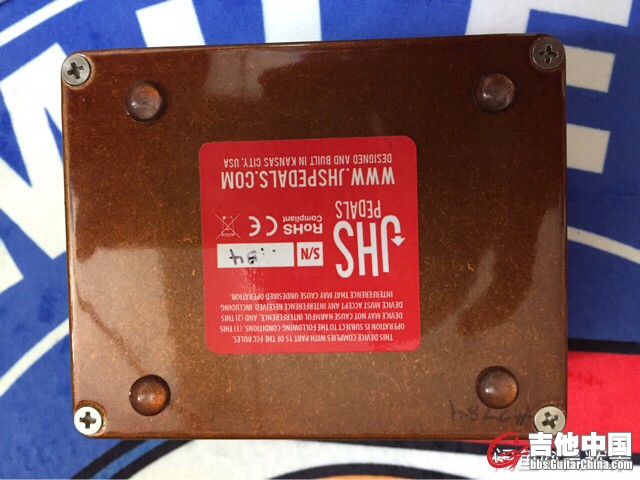 THIS DEVICE COMPLIES WITH PART 15 OF THE FCC RULES.
OPERATION IS SUBJECT TO THE FOLLOWING CONDITIONS: (1) THIS
DEVICE MAY NOT CAUSE HARMFUL INTERFERENCE, AND (2) THIS
DEVICE MUST ACCEPT ANY INTERFERENCE RECEIVED, INCLUDING
INTERFERENCE THAT MAY CAUSE UNDESIRED OPERATION.
JHS
PEDALS
S/N
RoHS CE
Compliant
WWW.JHSPEDALS.COM
DESIGNED AND BUILT IN KANSAS CITY, USA
吉他中国
bbs.GuitarChina.com